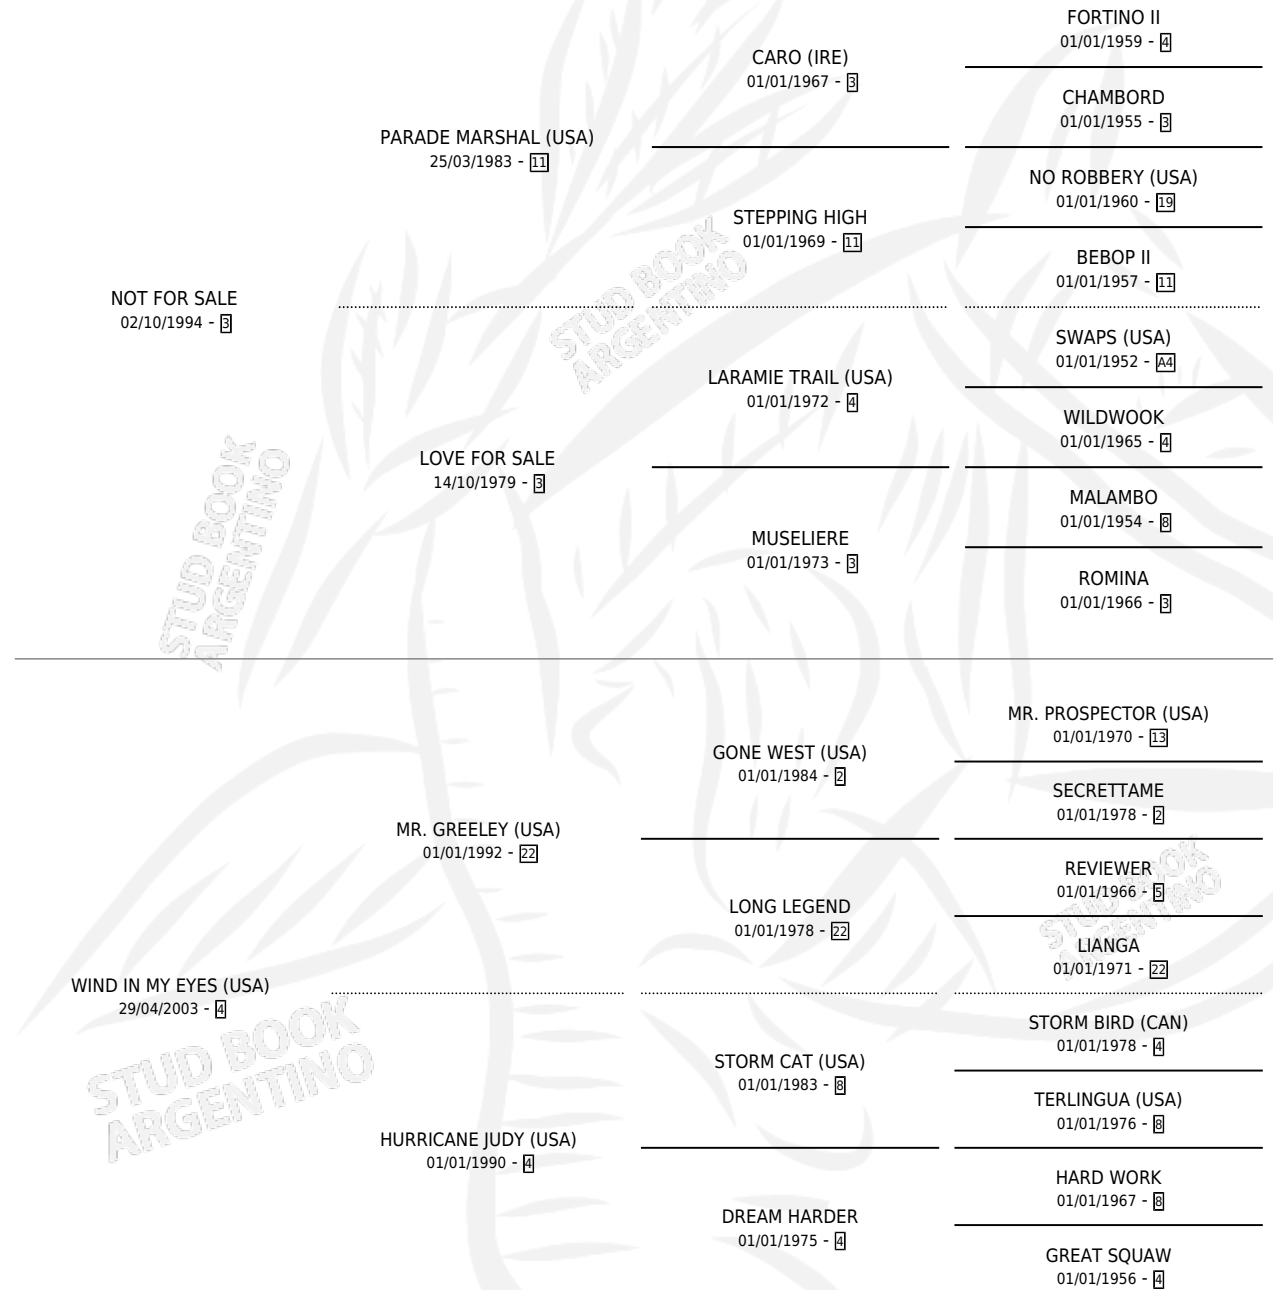 FORTINO II
01/01/1959 - 4
CARO (IRE)
01/01/1967 - 3
CHAMBORD
01/01/1955 - 3
PARADE MARSHAL (USA)
25/03/1983 - 11
NO ROBBERY (USA)
01/01/1960 - 19
STEPPING HIGH
01/01/1969 - 11
BEBOP II
01/01/1957 - 11
NOT FOR SALE
02/10/1994 - 3
SWAPS (USA)
01/01/1952 - A4
LARAMIE TRAIL (USA)
01/01/1972 - 4
WILDWOOK
01/01/1965 - 4
LOVE FOR SALE
14/10/1979 - 3
MALAMBO
01/01/1954 - 8
MUSELIERE
01/01/1973 - 3
ROMINA
01/01/1966 - 3
STUD BOOK
ARGENTINO
STUD BOOK
ARGENTINO
MR. PROSPECTOR (USA)
01/01/1970 - 13
GONE WEST (USA)
01/01/1984 - 2
SECRETTAME
01/01/1978 - 2
MR. GREELEY (USA)
01/01/1992 - 22
REVIEWER
01/01/1966 - 5
LONG LEGEND
01/01/1978 - 22
LIANGA
01/01/1971 - 22
STUD BOOK
ARGENTINO
WIND IN MY EYES (USA)
29/04/2003 - 4
STORM BIRD (CAN)
01/01/1978 - 4
STORM CAT (USA)
01/01/1983 - 8
TERLINGUA (USA)
01/01/1976 - 8
HURRICANE JUDY (USA)
01/01/1990 - 4
HARD WORK
01/01/1967 - 8
DREAM HARDER
01/01/1975 - 4
GREAT SQUAW
01/01/1956 - 4
STUD BOOK
ARGENTINO